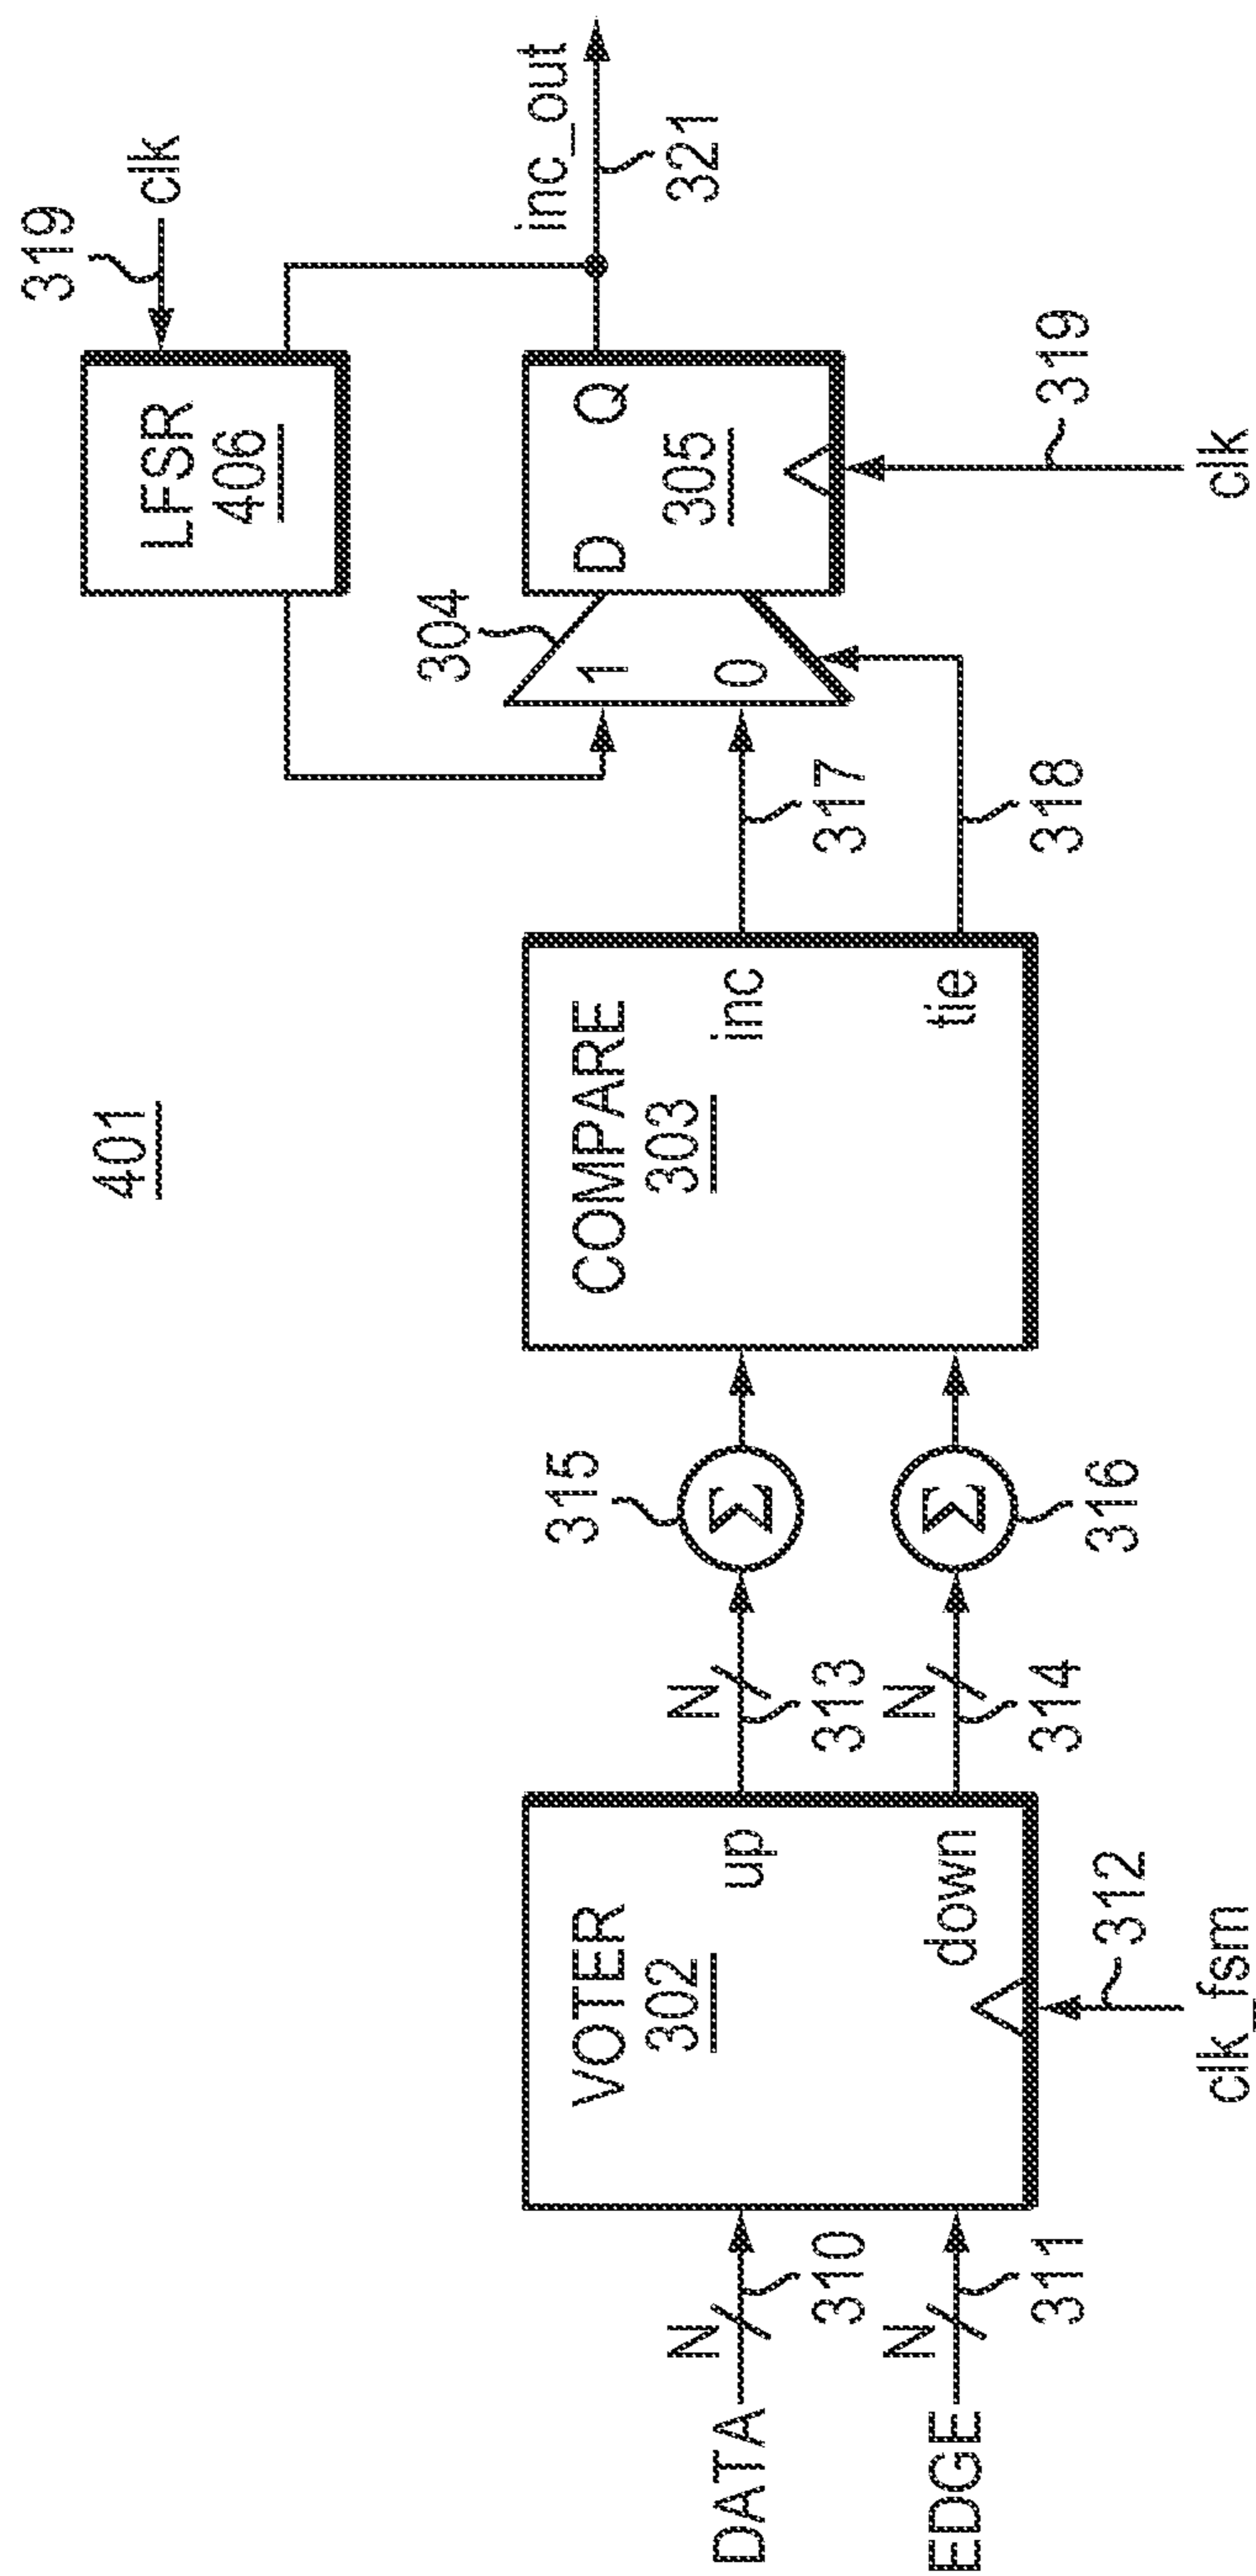 401
319
clk
LFSR
406
inc_out
321
304
1
0
D
Q
305
319
clk
317
318
COMPARE
303
inc
tie
315
Σ
Σ
316
N
313
N
314
VOTER
302
up
down
312
clk_fsm
DATA
N
310
EDGE
N
311